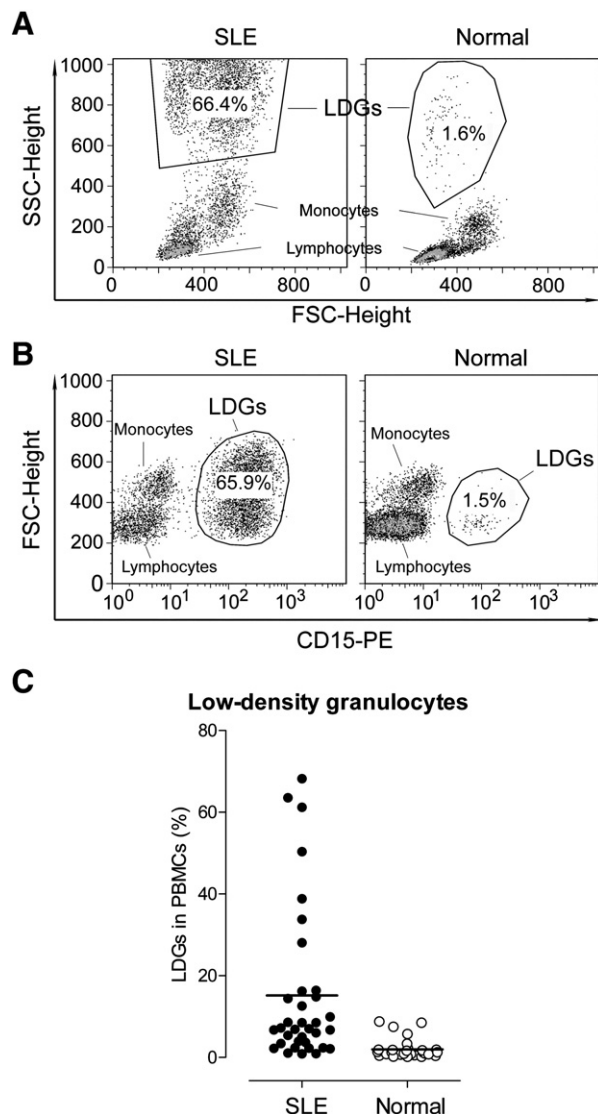 A
SLE Normal
1000
800
600
400
200
0
66.4%
LDGs
1.6%
Monocytes
Lymphocytes
SSC-Height
0 400 800 0 400 800
FSC-Height
B
SLE Normal
1000
800
600
400
200
0
LDGs
Monocytes
65.9%
Lymphocytes
Monocytes
LDGs
1.5%
Lymphocytes
FSC-Height
10⁰ 10¹ 10² 10³ 10⁰ 10¹ 10² 10³
CD15-PE
C
Low-density granulocytes
80
60
40
20
0
LDGs in PBMCs (%)
SLE Normal